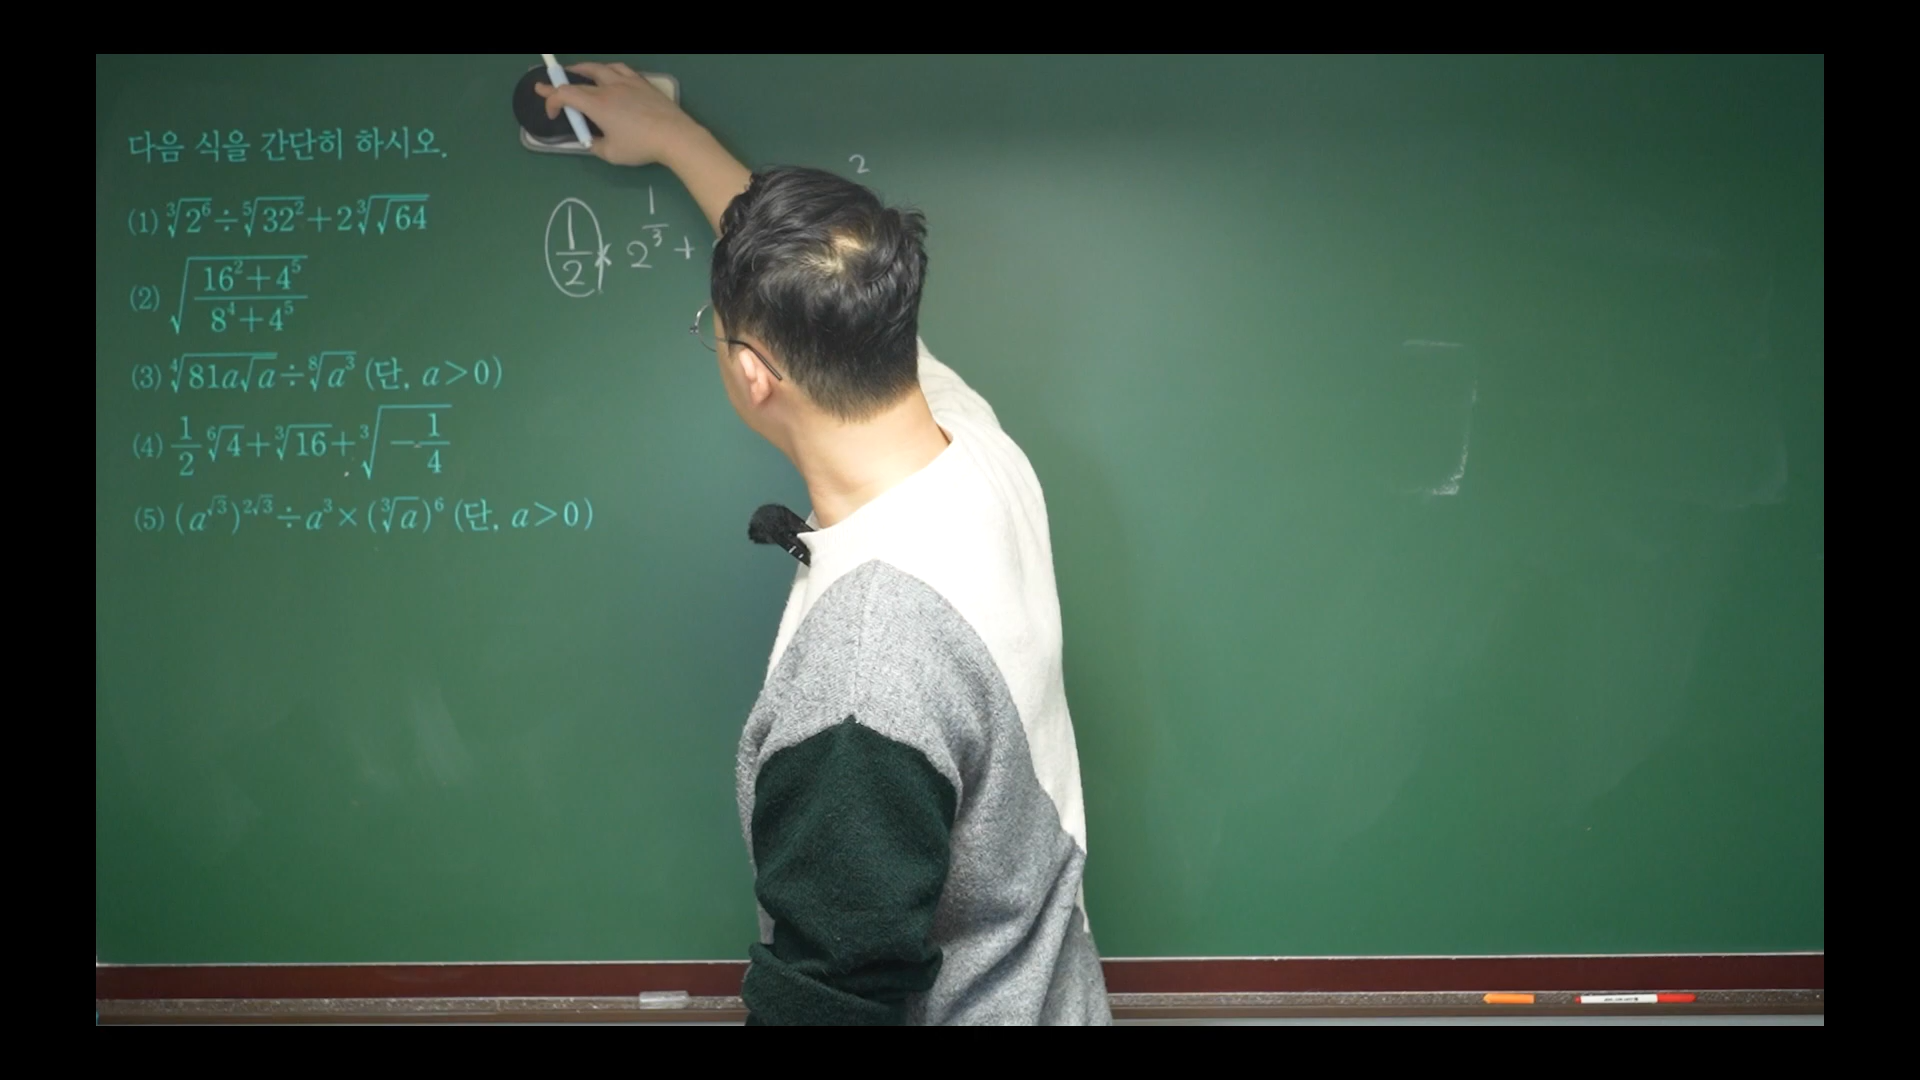 다음 식을 간단히 하시오.
(1) ∛2⁶ ÷ ⁵√32² + 2∛√64
(2) √((16² + 4⁵)/(8⁴ + 4⁵))
(3) ⁴√(81a√a) ÷ ⁸√a³ (단, a > 0)
(4) 1/2 ⁶√4 + ∛16 + ∛(-1/4)
(5) (a^√3)^2√3 ÷ a³ × (∛a)⁶ (단, a > 0)
1/2 × 2^(1/3) +
2